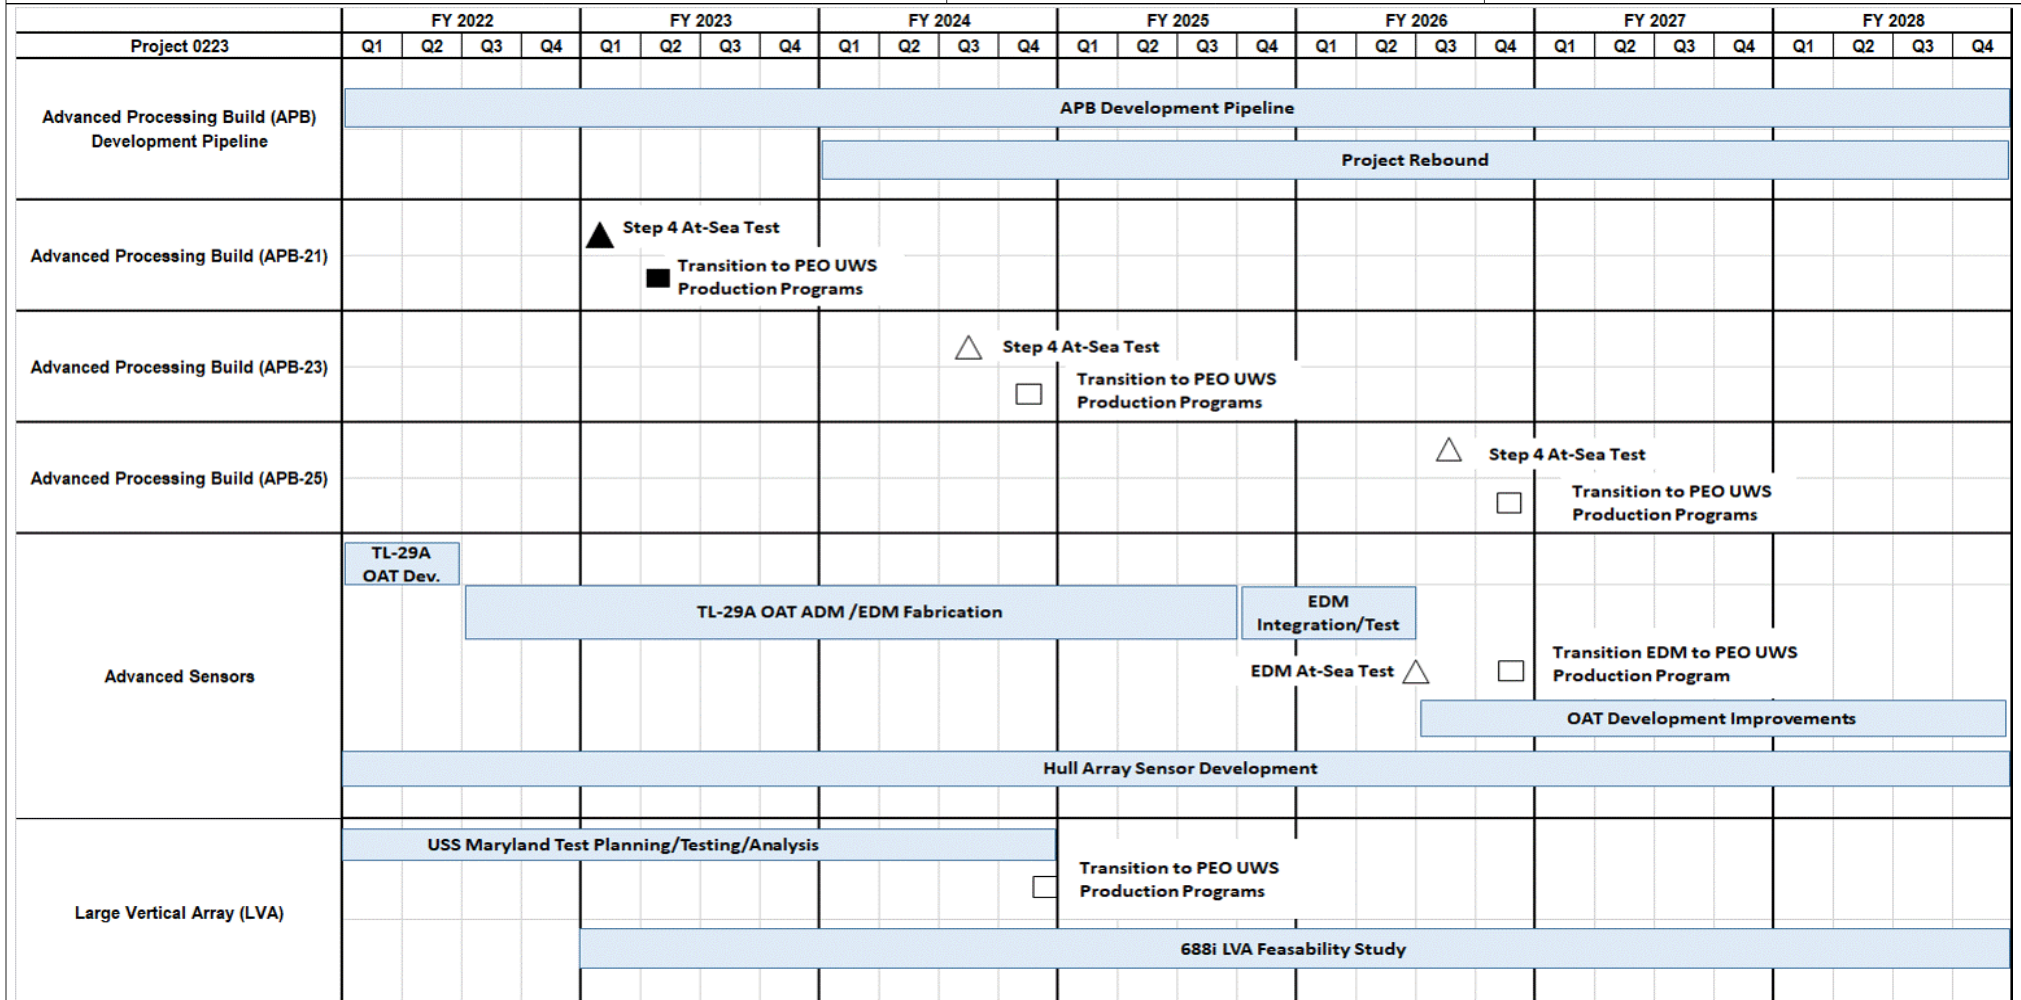 FY 2022 FY 2023 FY 2024 FY 2025 FY 2026 FY 2027 FY 2028
Project 0223 Q1 Q2 Q3 Q4 Q1 Q2 Q3 Q4 Q1 Q2 Q3 Q4 Q1 Q2 Q3 Q4 Q1 Q2 Q3 Q4 Q1 Q2 Q3 Q4 Q1 Q2 Q3 Q4
Advanced Processing Build (APB)
Development Pipeline
APB Development Pipeline
Project Rebound
Advanced Processing Build (APB-21)
Step 4 At-Sea Test
Transition to PEO UWS
Production Programs
Advanced Processing Build (APB-23)
Step 4 At-Sea Test
Transition to PEO UWS
Production Programs
Advanced Processing Build (APB-25)
Step 4 At-Sea Test
Transition to PEO UWS
Production Programs
Advanced Sensors
TL-29A
OAT Dev.
TL-29A OAT ADM /EDM Fabrication
EDM
Integration/Test
EDM At-Sea Test
Transition EDM to PEO UWS
Production Program
OAT Development Improvements
Hull Array Sensor Development
Large Vertical Array (LVA)
USS Maryland Test Planning/Testing/Analysis
Transition to PEO UWS
Production Programs
688i LVA Feasability Study